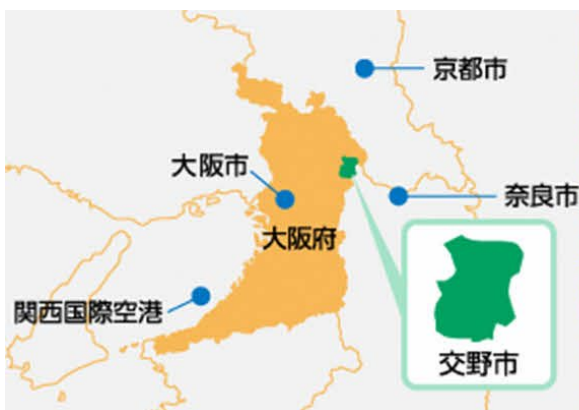 京都市
大阪市
奈良市
大阪府
関西国際空港
交野市